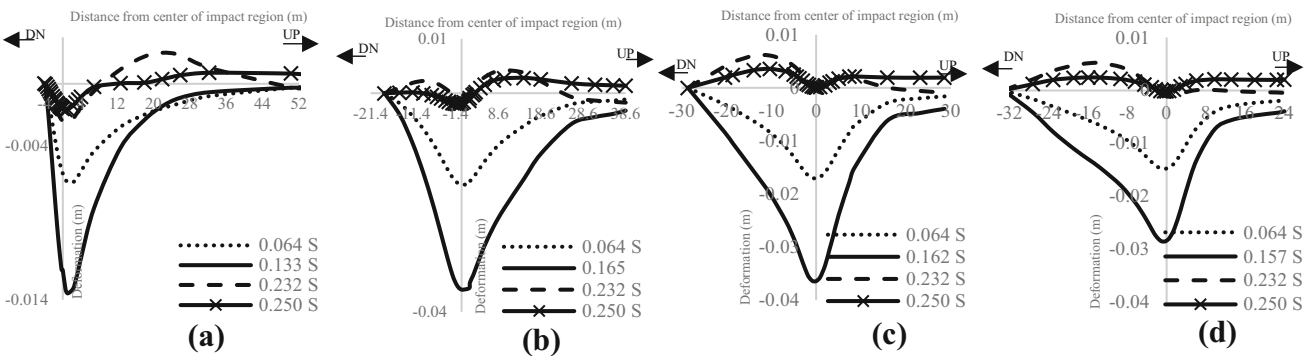 Distance from center of impact region (m)
DN
UP
12
20
28
36
44
52
-0.004
-0.014
Deformation (m)
0.064 S
0.133 S
0.232 S
0.250 S
(a)
Distance from center of impact region (m)
0.01
DN
UP
-21.4
-11.4
-1.4
8.6
18.6
28.6
38.6
-0.04
Deformation (m)
0.064 S
0.165
0.232 S
0.250 S
(b)
Distance from center of impact region (m)
0.01
DN
UP
0
-30
-20
-10
0
10
20
30
-0.01
-0.02
-0.03
-0.04
Deformation (m)
0.064 S
0.162 S
0.232 S
0.250 S
(c)
Distance from center of impact region (m)
0.01
DN
UP
0
-32
-24
-16
-8
0
8
16
24
-0.01
-0.02
-0.03
-0.04
Deformation (m)
0.064 S
0.157 S
0.232 S
0.250 S
(d)